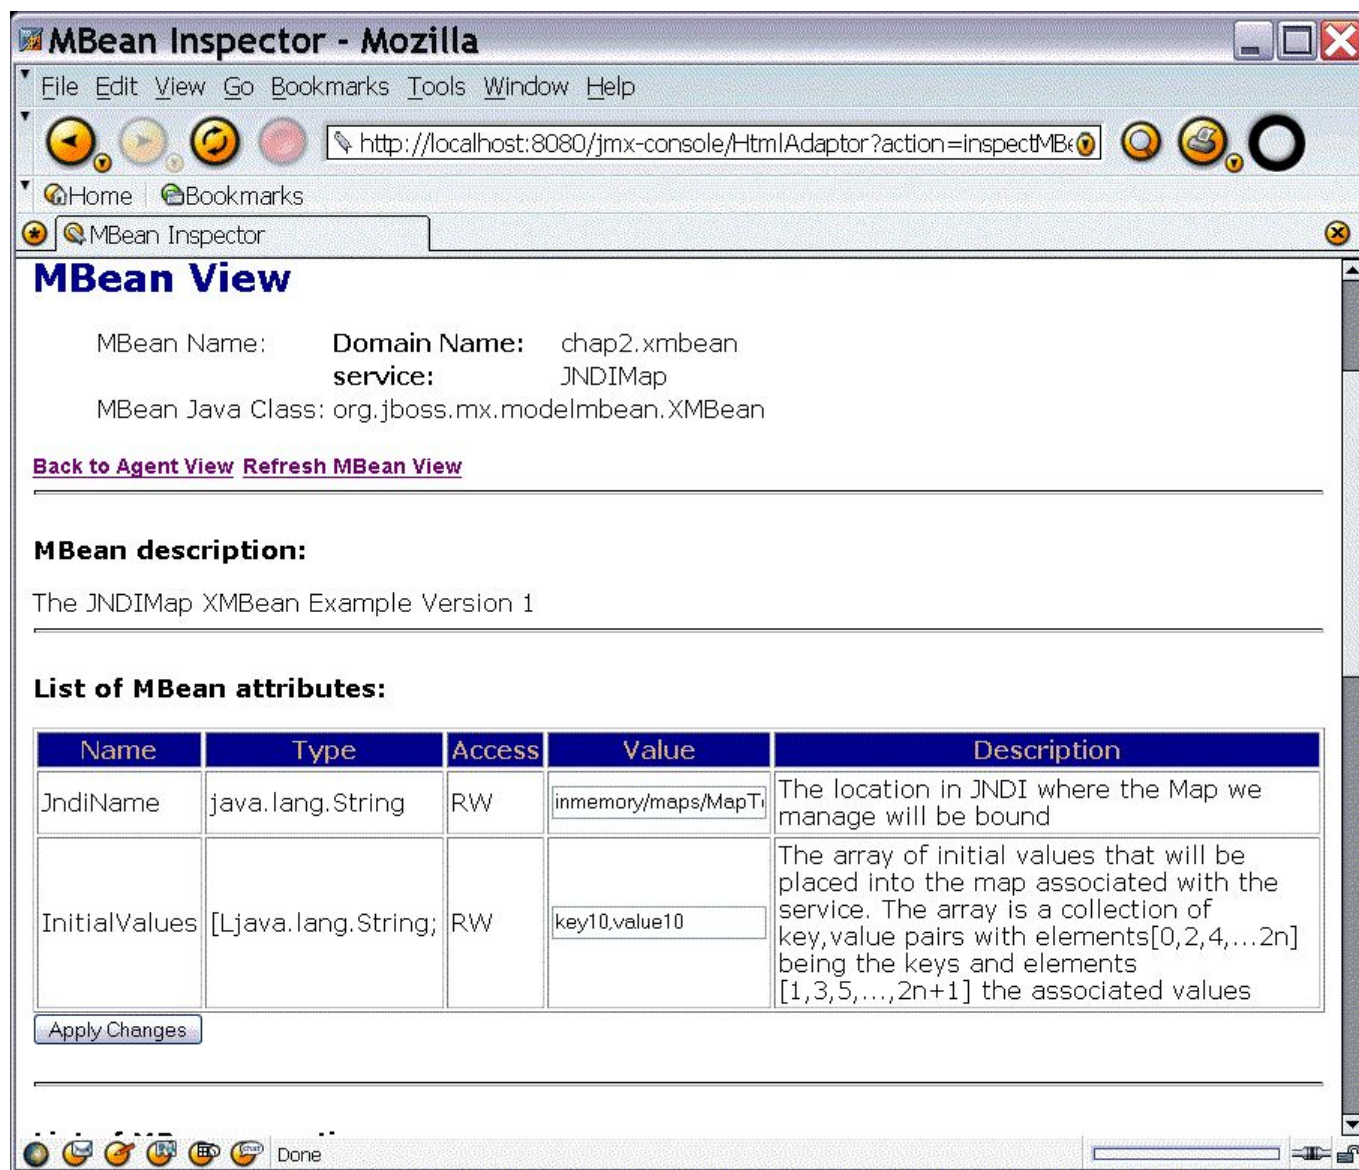 MBean Inspector - Mozilla
File Edit View Go Bookmarks Tools Window Help
http://localhost:8080/jmx-console/HtmlAdaptor?action=inspectMB
Home Bookmarks
MBean Inspector
MBean View
MBean Name: Domain Name: chap2.xmbean
service: JNDIMap
MBean Java Class: org.jboss.mx.modelmbean.XMBean
Back to Agent View Refresh MBean View
MBean description:
The JNDIMap XMBean Example Version 1
List of MBean attributes:
Name Type Access Value Description
JndiName java.lang.String RW inmemory/maps/MapT The location in JNDI where the Map we
manage will be bound
InitialValues [Ljava.lang.String; RW key10,value10 The array of initial values that will be
placed into the map associated with the
service. The array is a collection of
key,value pairs with elements[0,2,4,...2n]
being the keys and elements
[1,3,5,...,2n+1] the associated values
Apply Changes
Done